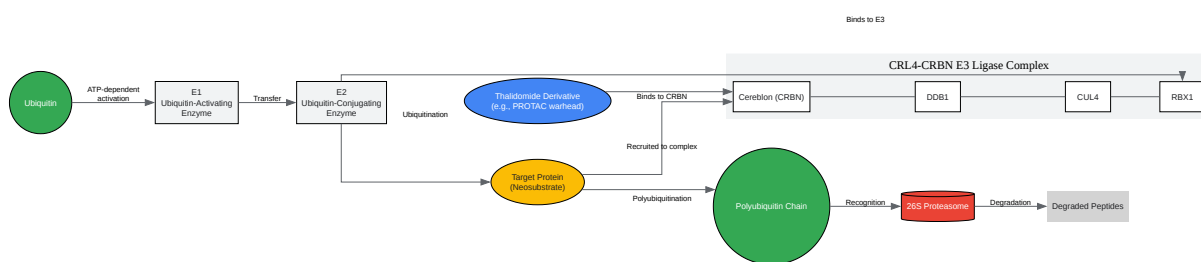 Binds to E3
CRL4-CRBN E3 Ligase Complex
Ubiquitin
ATP-dependent
activation
E1
Ubiquitin-Activating
Enzyme
Transfer
E2
Ubiquitin-Conjugating
Enzyme
Ubiquitination
Thalidomide Derivative
(e.g., PROTAC warhead)
Binds to CRBN
Cereblon (CRBN)
DDB1
CUL4
RBX1
Recruited to complex
Target Protein
(Neosubstrate)
Polyubiquitination
Polyubiquitin Chain
Recognition
26S Proteasome
Degradation
Degraded Peptides